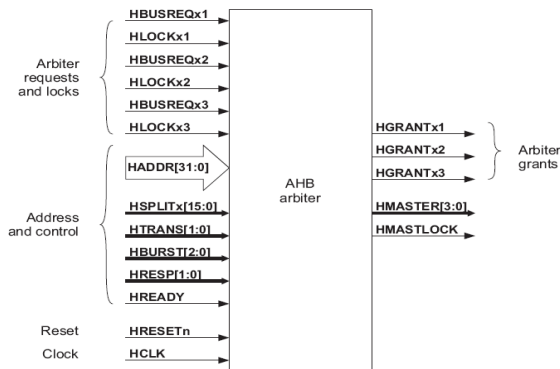 HBUSREQx1
HLOCKx1
Arbiter
requests
and locks
HBUSREQx2
HLOCKx2
HBUSREQx3
HLOCKx3
HADDR[31:0]
Address
and control
HSPLITx[15:0]
HTRANS[1:0]
HBURST[2:0]
HRESP[1:0]
HREADY
Reset
HRESETn
Clock
HCLK
AHB
arbiter
HGRANTx1
HGRANTx2
HGRANTx3
Arbiter
grants
HMASTER[3:0]
HMASTLOCK